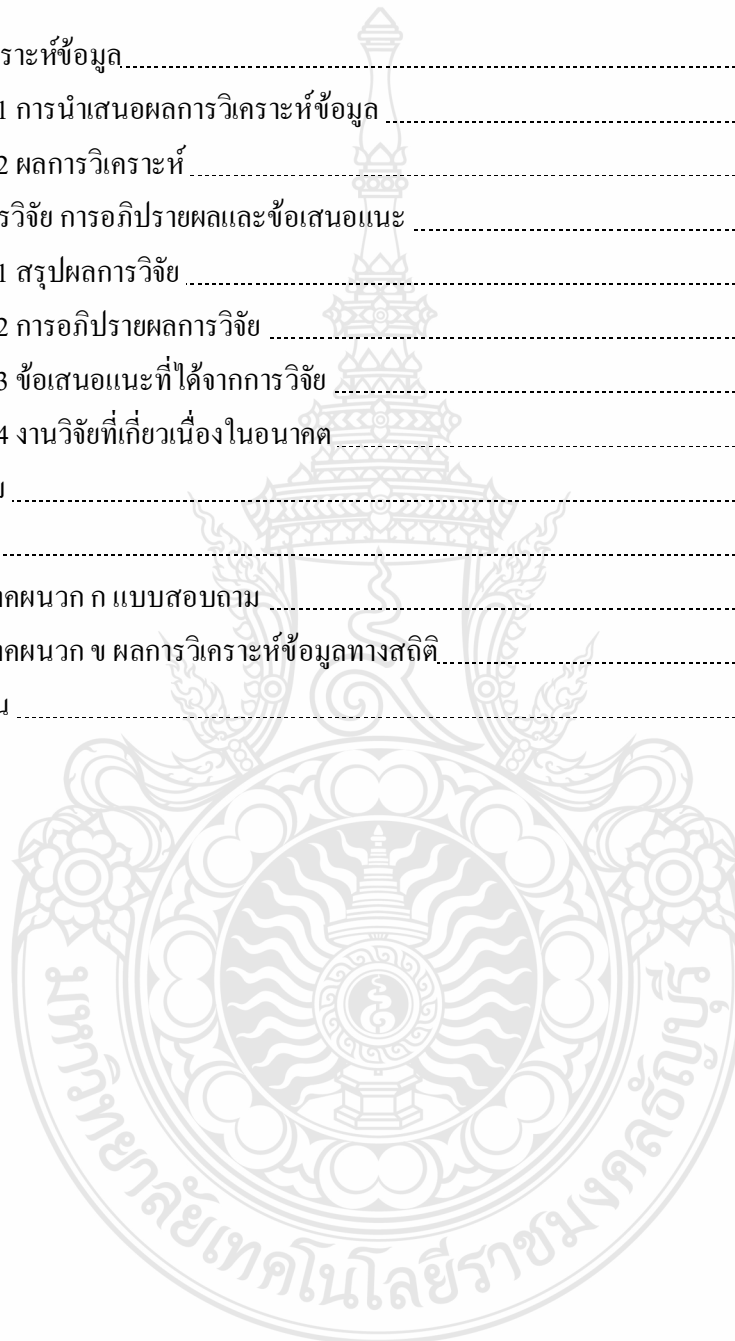 ราะห์ข้อมูล
1 การนำเสนอผลการวิเคราะห์ข้อมูล
2 ผลการวิเคราะห์
รวิจัย การอภิปรายผลและข้อเสนอแนะ
1 สรุปผลการวิจัย
2 การอภิปรายผลการวิจัย
3 ข้อเสนอแนะที่ได้จากการวิจัย
4 งานวิจัยที่เกี่ยวเนื่องในอนาคต
คผนวก ก แบบสอบถาม
คผนวก ข ผลการวิเคราะห์ข้อมูลทางสถิติ
น
มหาวิทยาลัยเทคโนโลยีราชมงคลธัญบุรี